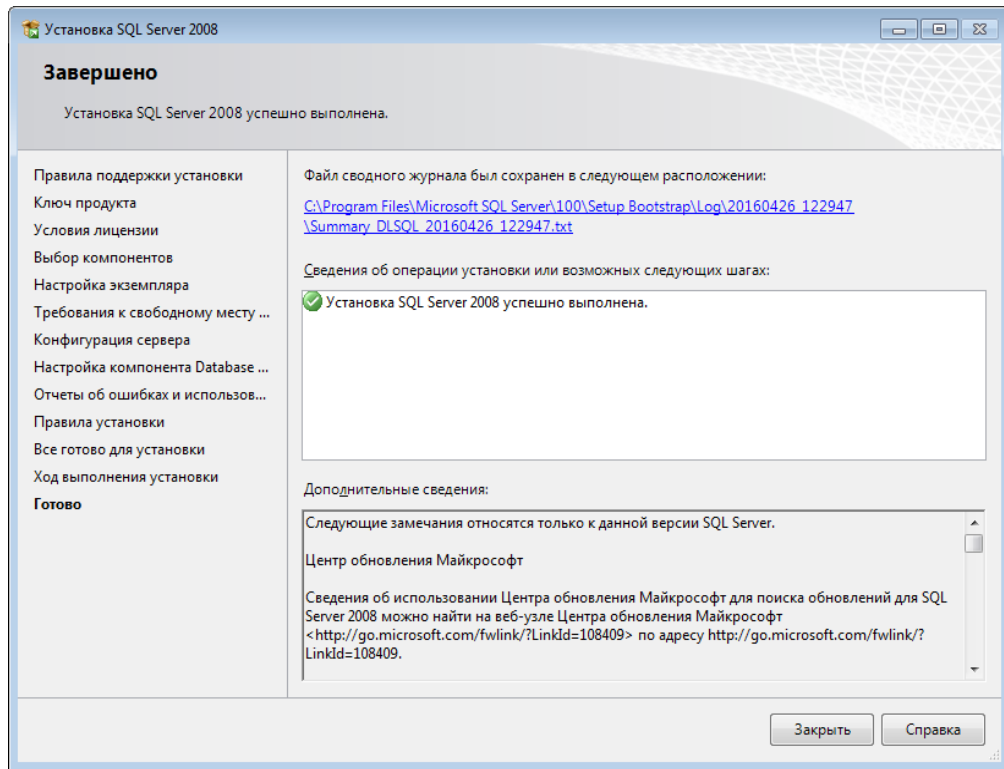 Установка SQL Server 2008
Завершено
Установка SQL Server 2008 успешно выполнена.
Правила поддержки установки
Ключ продукта
Условия лицензии
Выбор компонентов
Настройка экземпляра
Требования к свободному месту ...
Конфигурация сервера
Настройка компонента Database ...
Отчеты об ошибках и использов...
Правила установки
Все готово для установки
Ход выполнения установки
Готово
Файл сводного журнала был сохранен в следующем расположении:
C:\Program Files\Microsoft SQL Server\100\Setup Bootstrap\Log\20160426_122947
\Summary_DLSQL_20160426_122947.txt
Сведения об операции установки или возможных следующих шагах:
Установка SQL Server 2008 успешно выполнена.
Дополнительные сведения:
Следующие замечания относятся только к данной версии SQL Server.
Центр обновления Майкрософт
Сведения об использовании Центра обновления Майкрософт для поиска обновлений для SQL
Server 2008 можно найти на веб-узле Центра обновления Майкрософт
<http://go.microsoft.com/fwlink/?LinkId=108409> по адресу http://go.microsoft.com/fwlink/?
LinkId=108409.
Закрыть
Справка